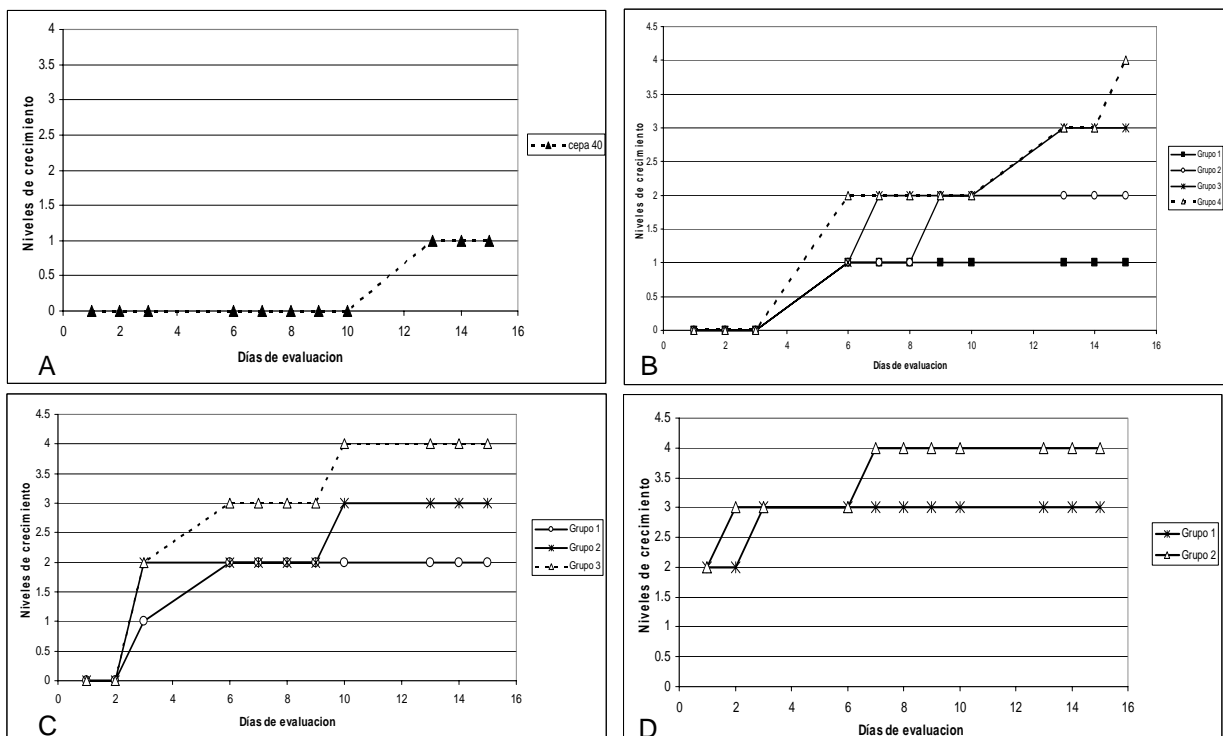 4
3.5
3
2.5
2
1.5
1
0.5
0
0 2 4 6 8 10 12 14 16
Niveles de crecimiento
Días de evaluacion
cepa 40
A
4.5
4
3.5
3
2.5
2
1.5
1
0.5
0
0 2 4 6 8 10 12 14 16
Niveles de crecimiento
Días de evaluacion
Grupo 1
Grupo 2
Grupo 3
Grupo 4
B
4.5
4
3.5
3
2.5
2
1.5
1
0.5
0
0 2 4 6 8 10 12 14 16
Niveles de crecimiento
Días de evaluacion
Grupo 1
Grupo 2
Grupo 3
C
4.5
4
3.5
3
2.5
2
1.5
1
0.5
0
0 2 4 6 8 10 12 14 16
Niveles de crecimiento
Días de evaluacion
Grupo 1
Grupo 2
D